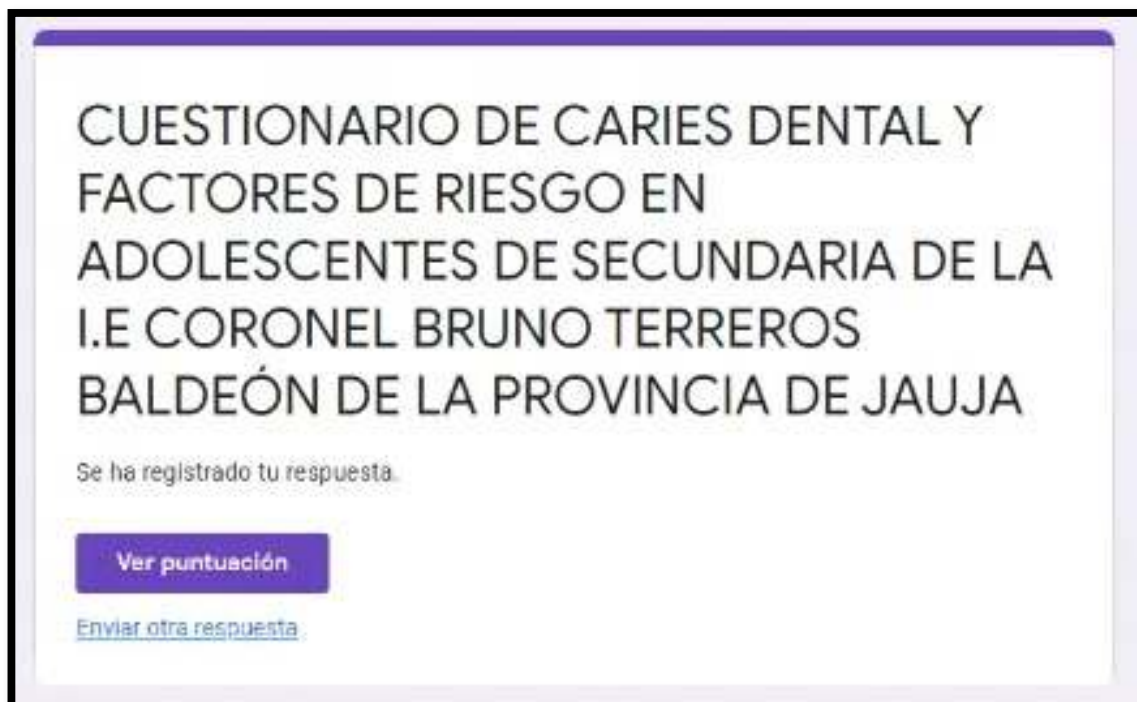 CUESTIONARIO DE CARIES DENTAL Y
FACTORES DE RIESGO EN
ADOLESCENTES DE SECUNDARIA DE LA
I.E CORONEL BRUNO TERREROS
BALDEÓN DE LA PROVINCIA DE JAUJA
Se ha registrado tu respuesta.
Ver puntuación
Enviar otra respuesta